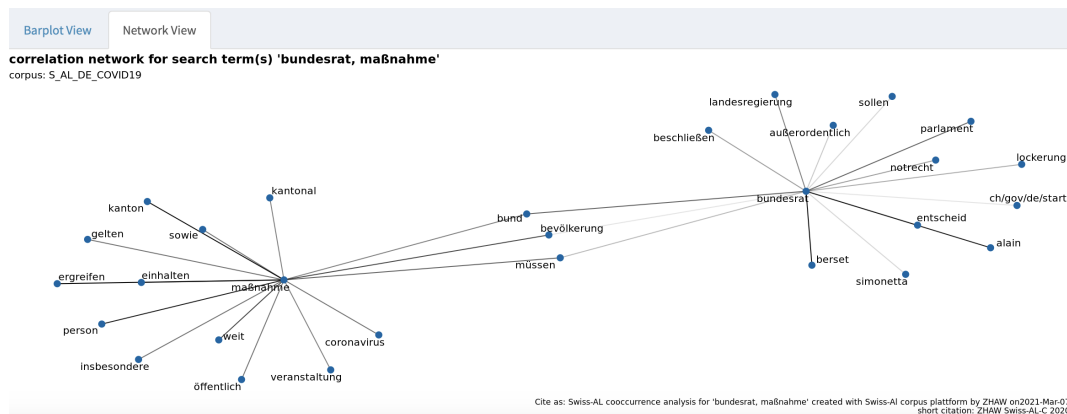 Barplot View
Network View
correlation network for search term(s) 'bundesrat, maßnahme'
corpus: S_AL_DE_COVID19
landesregierung
sollen
beschließen
außerordentlich
parlament
notrecht
lockerung
kantonal
bundesrat
ch/gov/de/start
kanton
bund
entscheid
gelten
sowie
bevölkerung
alain
müssen
berset
ergreifen
einhalten
simonetta
maßnahme
person
weit
coronavirus
insbesondere
veranstaltung
öffentlich
Cite as: Swiss-AL cooccurrence analysis for 'bundesrat, maßnahme' created with Swiss-Al corpus plattform by ZHAW on2021-Mar-07
short citation: ZHAW Swiss-AL-C 2020